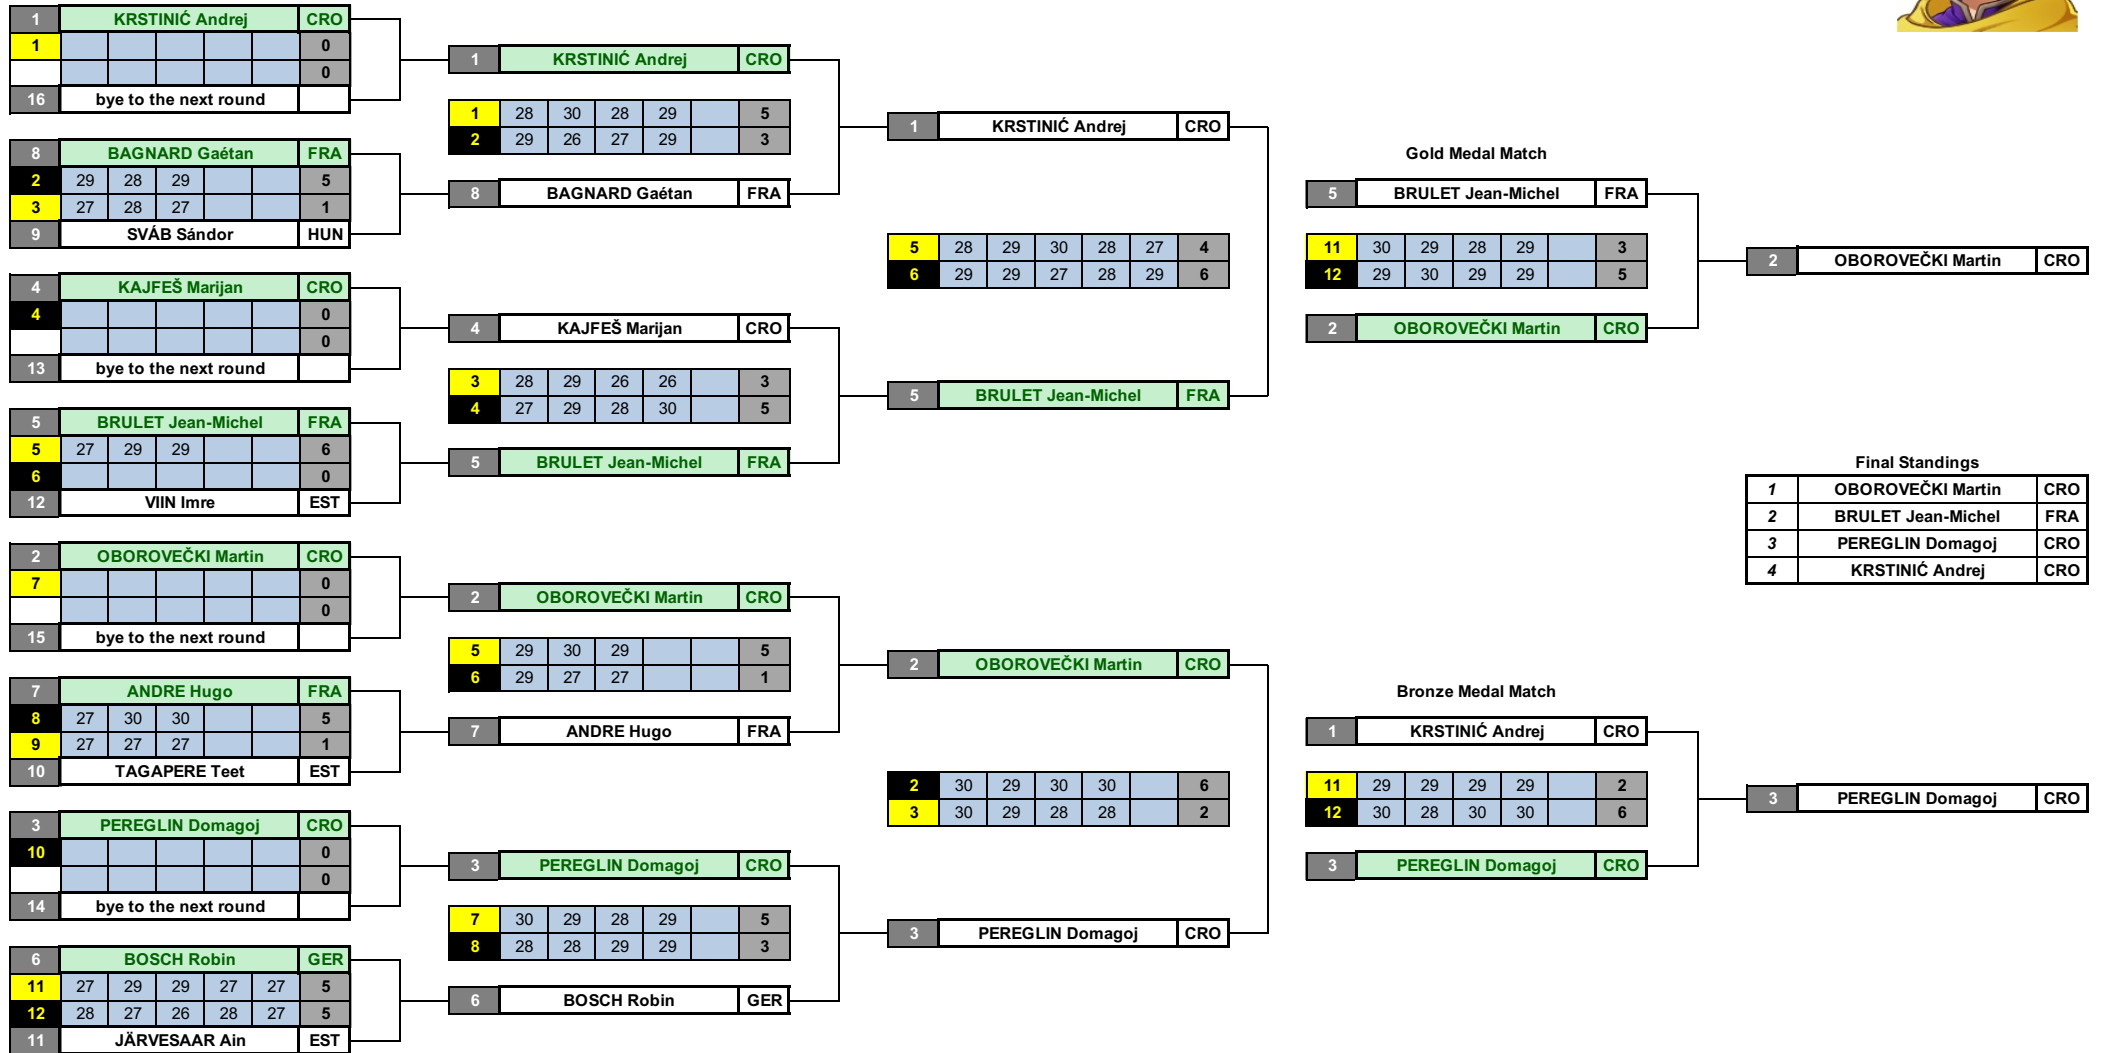 1 KRSTINIĆ Andrej CRO
1 0
0
16 bye to the next round
8 BAGNARD Gaétan FRA
2 29 28 29 5
3 27 28 27 1
9 SVÁB Sándor HUN
4 KAJFEŠ Marijan CRO
4 0
0
13 bye to the next round
5 BRULET Jean-Michel FRA
5 27 29 29 6
6 0
12 VIIN Imre EST
2 OBOROVEČKI Martin CRO
7 0
0
15 bye to the next round
7 ANDRE Hugo FRA
8 27 30 30 5
9 27 27 27 1
10 TAGAPERE Teet EST
3 PEREGLIN Domagoj CRO
10 0
0
14 bye to the next round
6 BOSCH Robin GER
11 27 29 29 27 27 5
12 28 27 26 28 27 5
11 JÄRVESAAR Ain EST
1 KRSTINIĆ Andrej CRO
1 28 30 28 29 5
2 29 26 27 29 3
8 BAGNARD Gaétan FRA
4 KAJFEŠ Marijan CRO
3 28 29 26 26 3
4 27 29 28 30 5
5 BRULET Jean-Michel FRA
2 OBOROVEČKI Martin CRO
5 29 30 29 5
6 29 27 27 1
7 ANDRE Hugo FRA
3 PEREGLIN Domagoj CRO
7 30 29 28 29 5
8 28 28 29 29 3
6 BOSCH Robin GER
1 KRSTINIĆ Andrej CRO
5 28 29 30 28 27 4
6 29 29 27 28 29 6
5 BRULET Jean-Michel FRA
2 OBOROVEČKI Martin CRO
2 30 29 30 30 6
3 30 29 28 28 2
3 PEREGLIN Domagoj CRO
Gold Medal Match
5 BRULET Jean-Michel FRA
11 30 29 28 29 3
12 29 30 29 29 5
2 OBOROVEČKI Martin CRO
Bronze Medal Match
1 KRSTINIĆ Andrej CRO
11 29 29 29 29 2
12 30 28 30 30 6
3 PEREGLIN Domagoj CRO
2 OBOROVEČKI Martin CRO
Final Standings
1 OBOROVEČKI Martin CRO
2 BRULET Jean-Michel FRA
3 PEREGLIN Domagoj CRO
4 KRSTINIĆ Andrej CRO
3 PEREGLIN Domagoj CRO